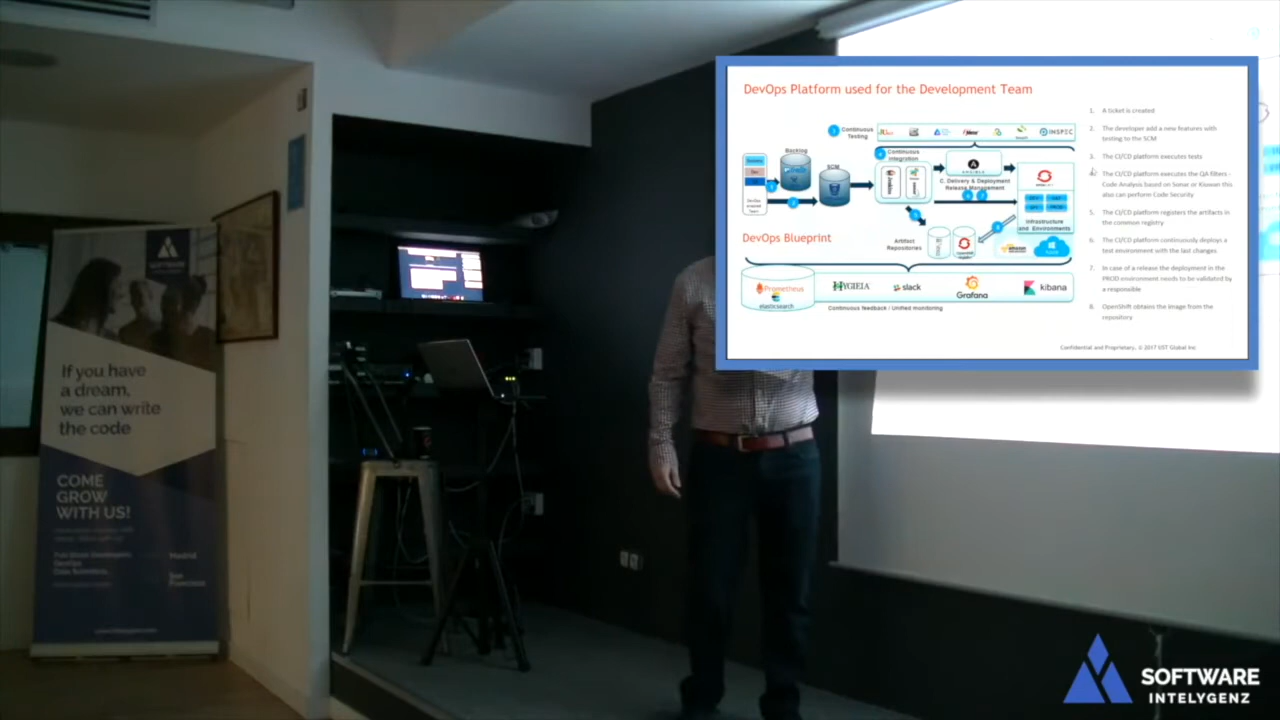 If you have
a dream,
we can write
the code
COME
GROW
WITH US!
Madrid
San
Francisco
DevOps Platform used for the Development Team
Continuous
Testing
INSPEC
Backlog
Continuous
Integration
SCM
ANSIBLE
C. Delivery & Deployment
Release Management
Infrastructure
and Environments
Artifact
Repositories
DevOps Blueprint
Prometheus
elasticsearch
HYGIEIA
slack
Grafana
kibana
Continuous feedback / Unified monitoring
1. A ticket is created
2. The developer add a new features with
testing to the SCM
3. The CI/CD platform executes tests
4. The CI/CD platform executes the QA filters -
Code Analysis based on Sonar or Kiuwan this
also can perform Code Security
5. The CI/CD platform registers the artifacts in
the common registry
6. The CI/CD platform continuously deploys a
test environment with the last changes
7. In case of a release the deployment in the
PROD environment needs to be validated by
a responsible
8. OpenShift obtains the image from the
repository
Confidential and Proprietary. © 2017 UST Global Inc
SOFTWARE
INTELYGENZ